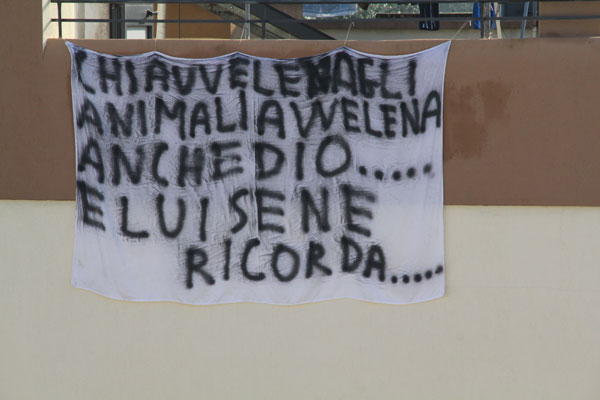 CHI AVVELENA GLI
ANIMALI AVVELENA
ANCHE DIO.....
E LUI SE NE
RICORDA.....